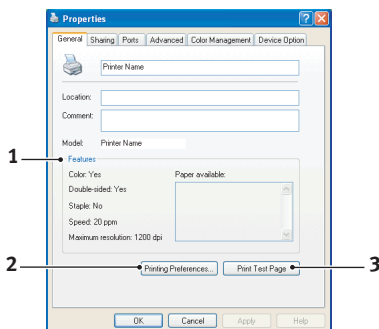 Properties
General Sharing Ports Advanced Color Management Device Option
Printer Name
Location:
Comment:
Model: Printer Name
1
Features
Color: Yes Paper available:
Double-sided: Yes
Staple: No
Speed: 20 ppm
Maximum resolution: 1200 dpi
2 Printing Preferences... Print Test Page 3
OK Cancel Apply Help